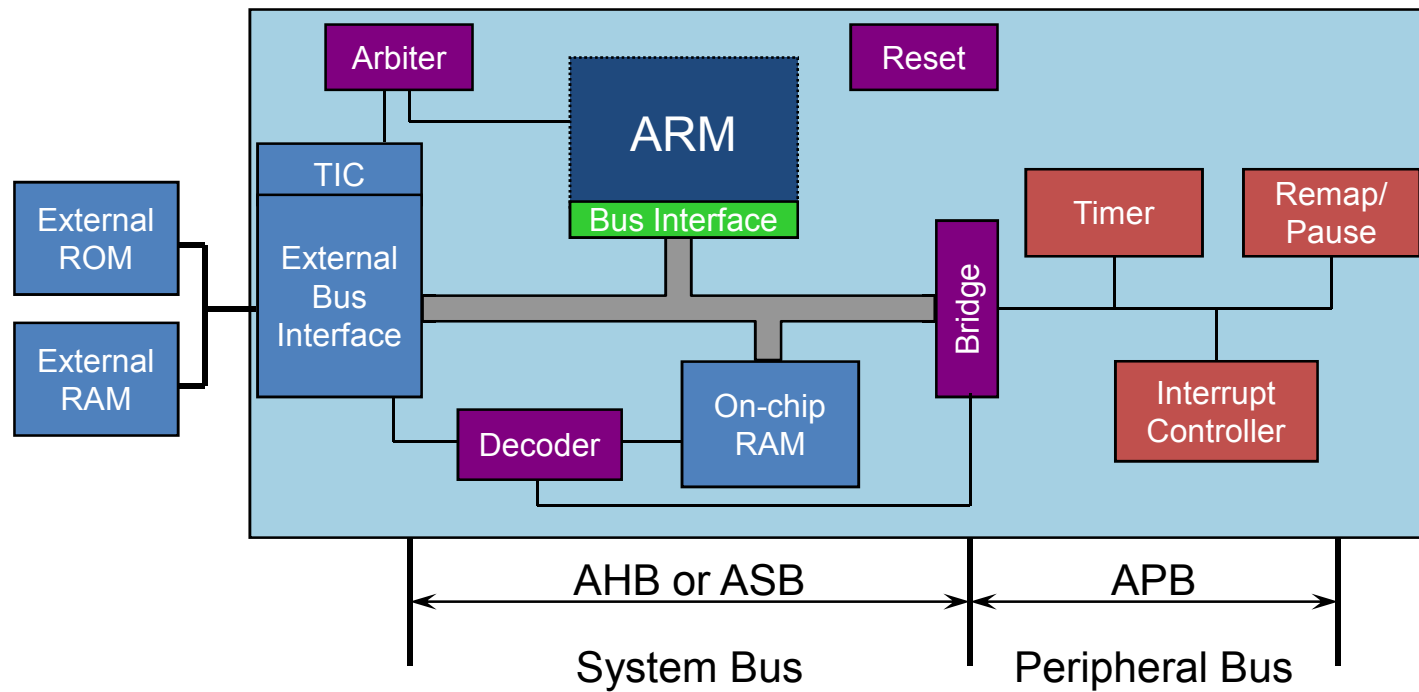 Arbiter
Reset
ARM
TIC
Bus Interface
External
ROM
External
Bus
Interface
External
RAM
Timer
Remap/
Pause
Bridge
On-chip
RAM
Interrupt
Controller
Decoder
AHB or ASB
APB
System Bus
Peripheral Bus